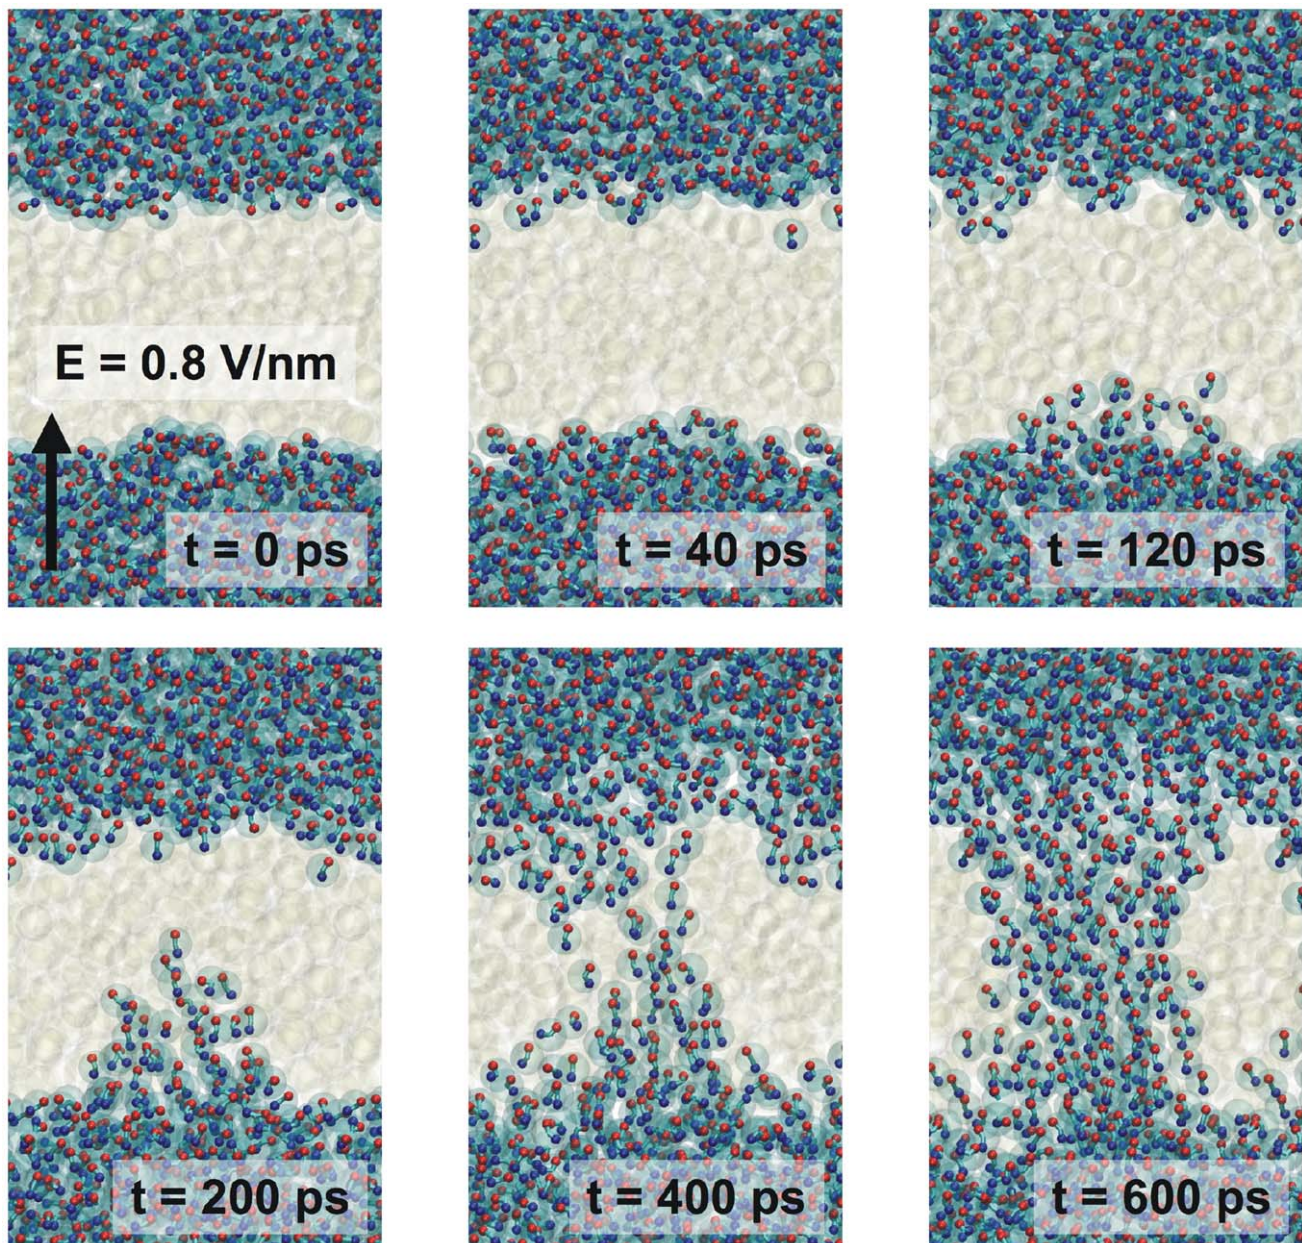 E = 0.8 V/nm
t = 0 ps
t = 40 ps
t = 120 ps
t = 200 ps
t = 400 ps
t = 600 ps